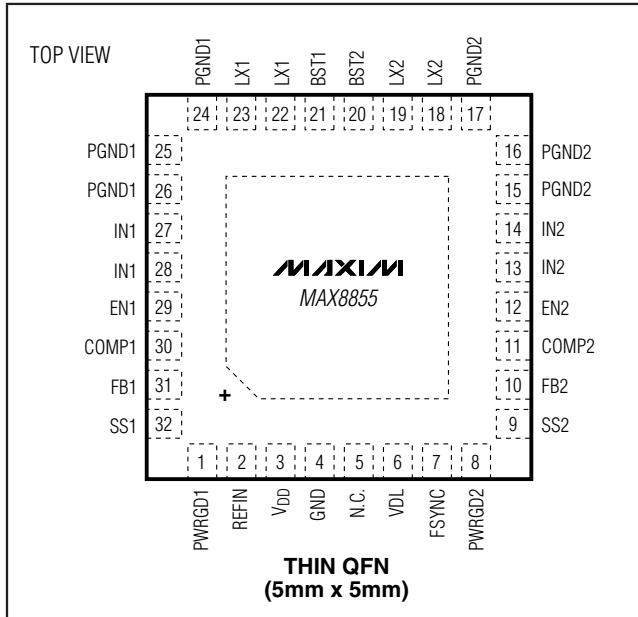 TOP VIEW
PGND1 LX1 LX1 BST1 BST2 LX2 LX2 PGND2
24 23 22 21 20 19 18 17
PGND1 25 16 PGND2
PGND1 26 15 PGND2
IN1 27 14 IN2
IN1 28 13 IN2
EN1 29 12 EN2
COMP1 30 11 COMP2
FB1 31 10 FB2
SS1 32 9 SS2
MAXIM
MAX8855
+
1 2 3 4 5 6 7 8
PWRGD1 REFIN VDD GND N.C. VDL FSYNC PWRGD2
THIN QFN
(5mm x 5mm)